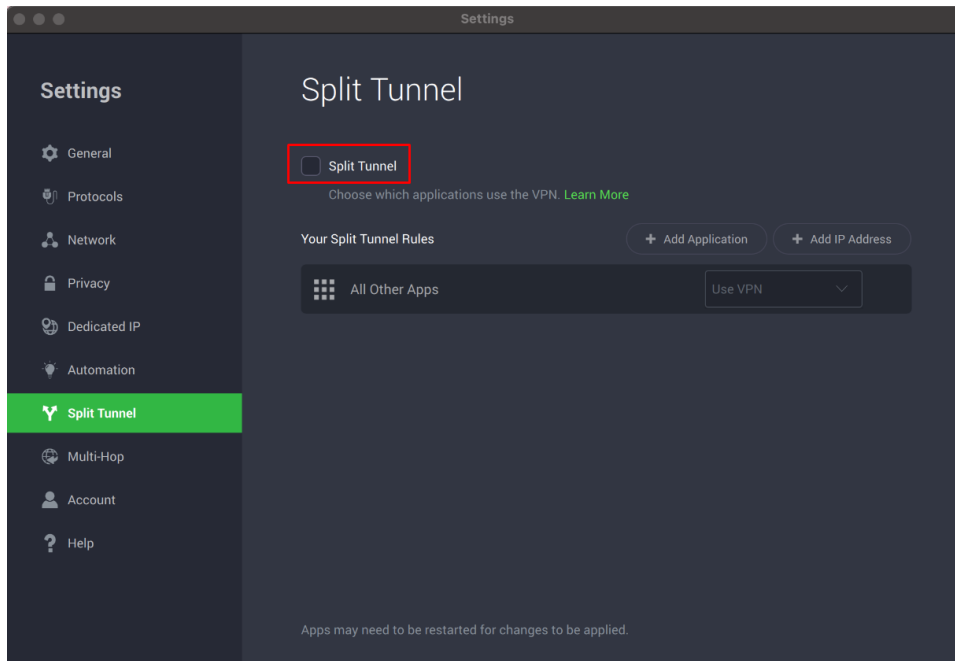 Settings
Settings
General
Protocols
Network
Privacy
Dedicated IP
Automation
Split Tunnel
Multi-Hop
Account
Help
Split Tunnel
Split Tunnel
Choose which applications use the VPN. Learn More
Your Split Tunnel Rules
+ Add Application
+ Add IP Address
All Other Apps
Use VPN
Apps may need to be restarted for changes to be applied.